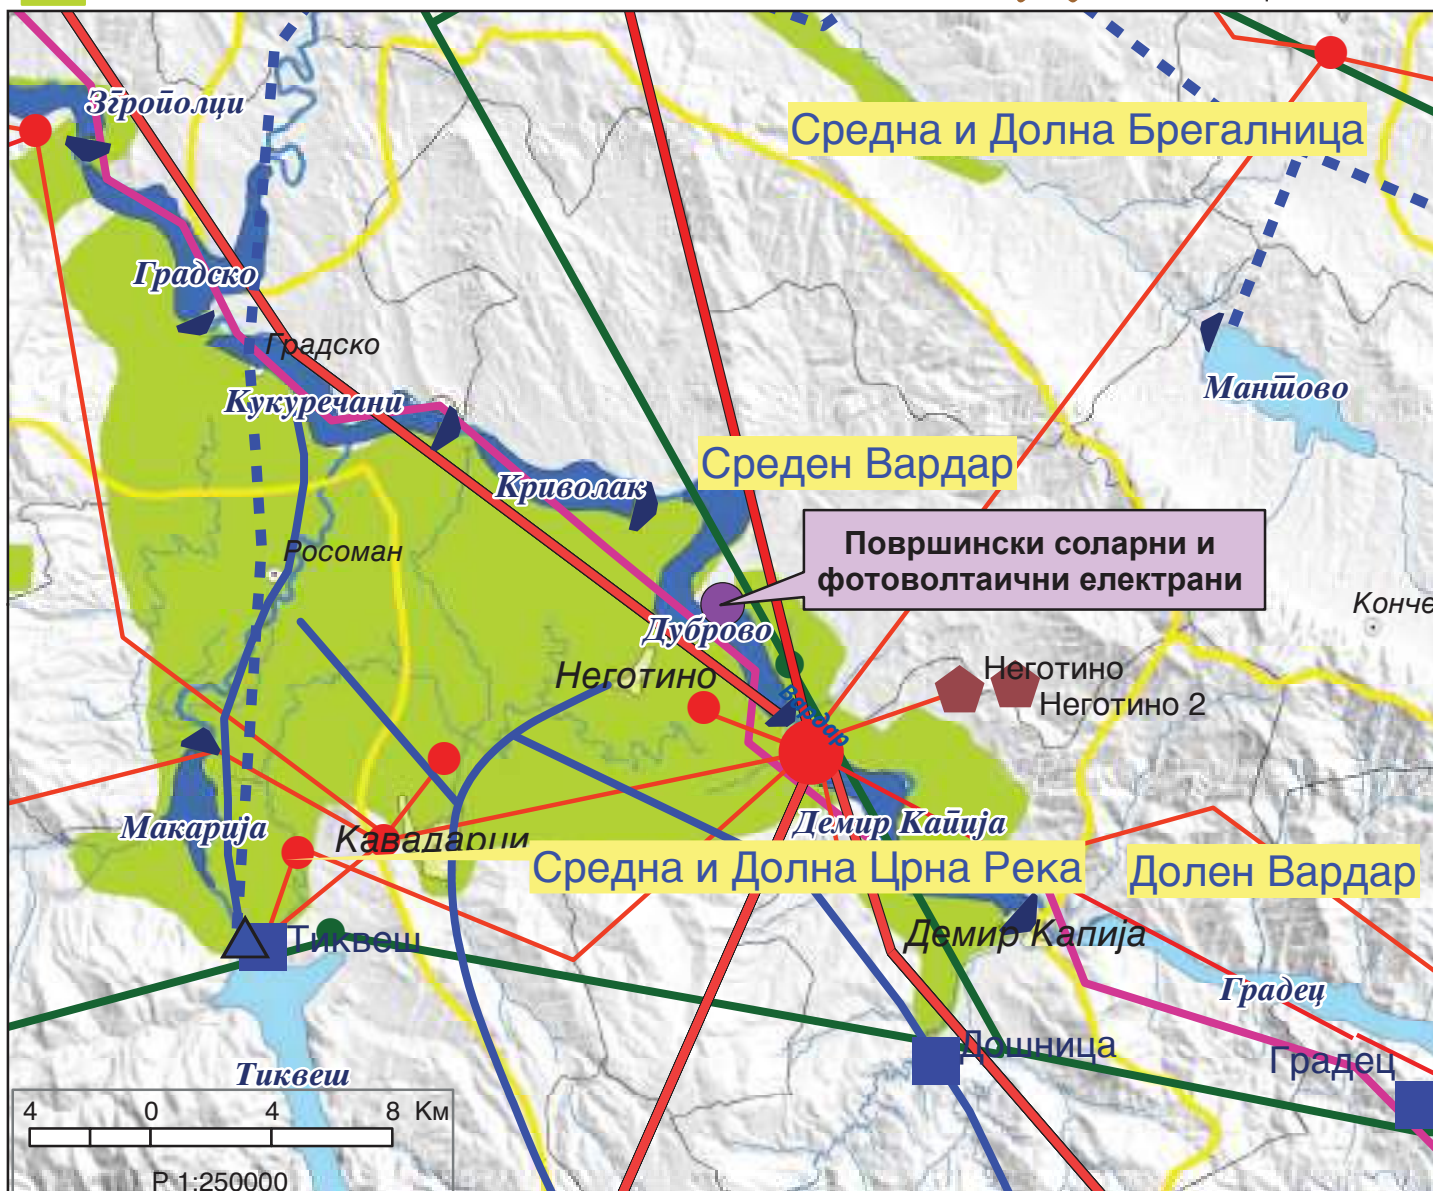 Згрополци
Средна и Долна Брегалница
Градско
Градско
Мантово
Кукуречани
Среден Вардар
Криволак
Површински соларни и
фотоволтаични електрани
Росоман
Конче
Дуброво
Неготино
Неготино
Неготино 2
Вардар
Макарија
Кавадарци
Демир Капија
Средна и Долна Црна Река
Долен Вардар
Тиквеш
Демир Капија
Градец
Дошница
Градец
Тиквеш
4 0 4 8 Км
Р 1:250000